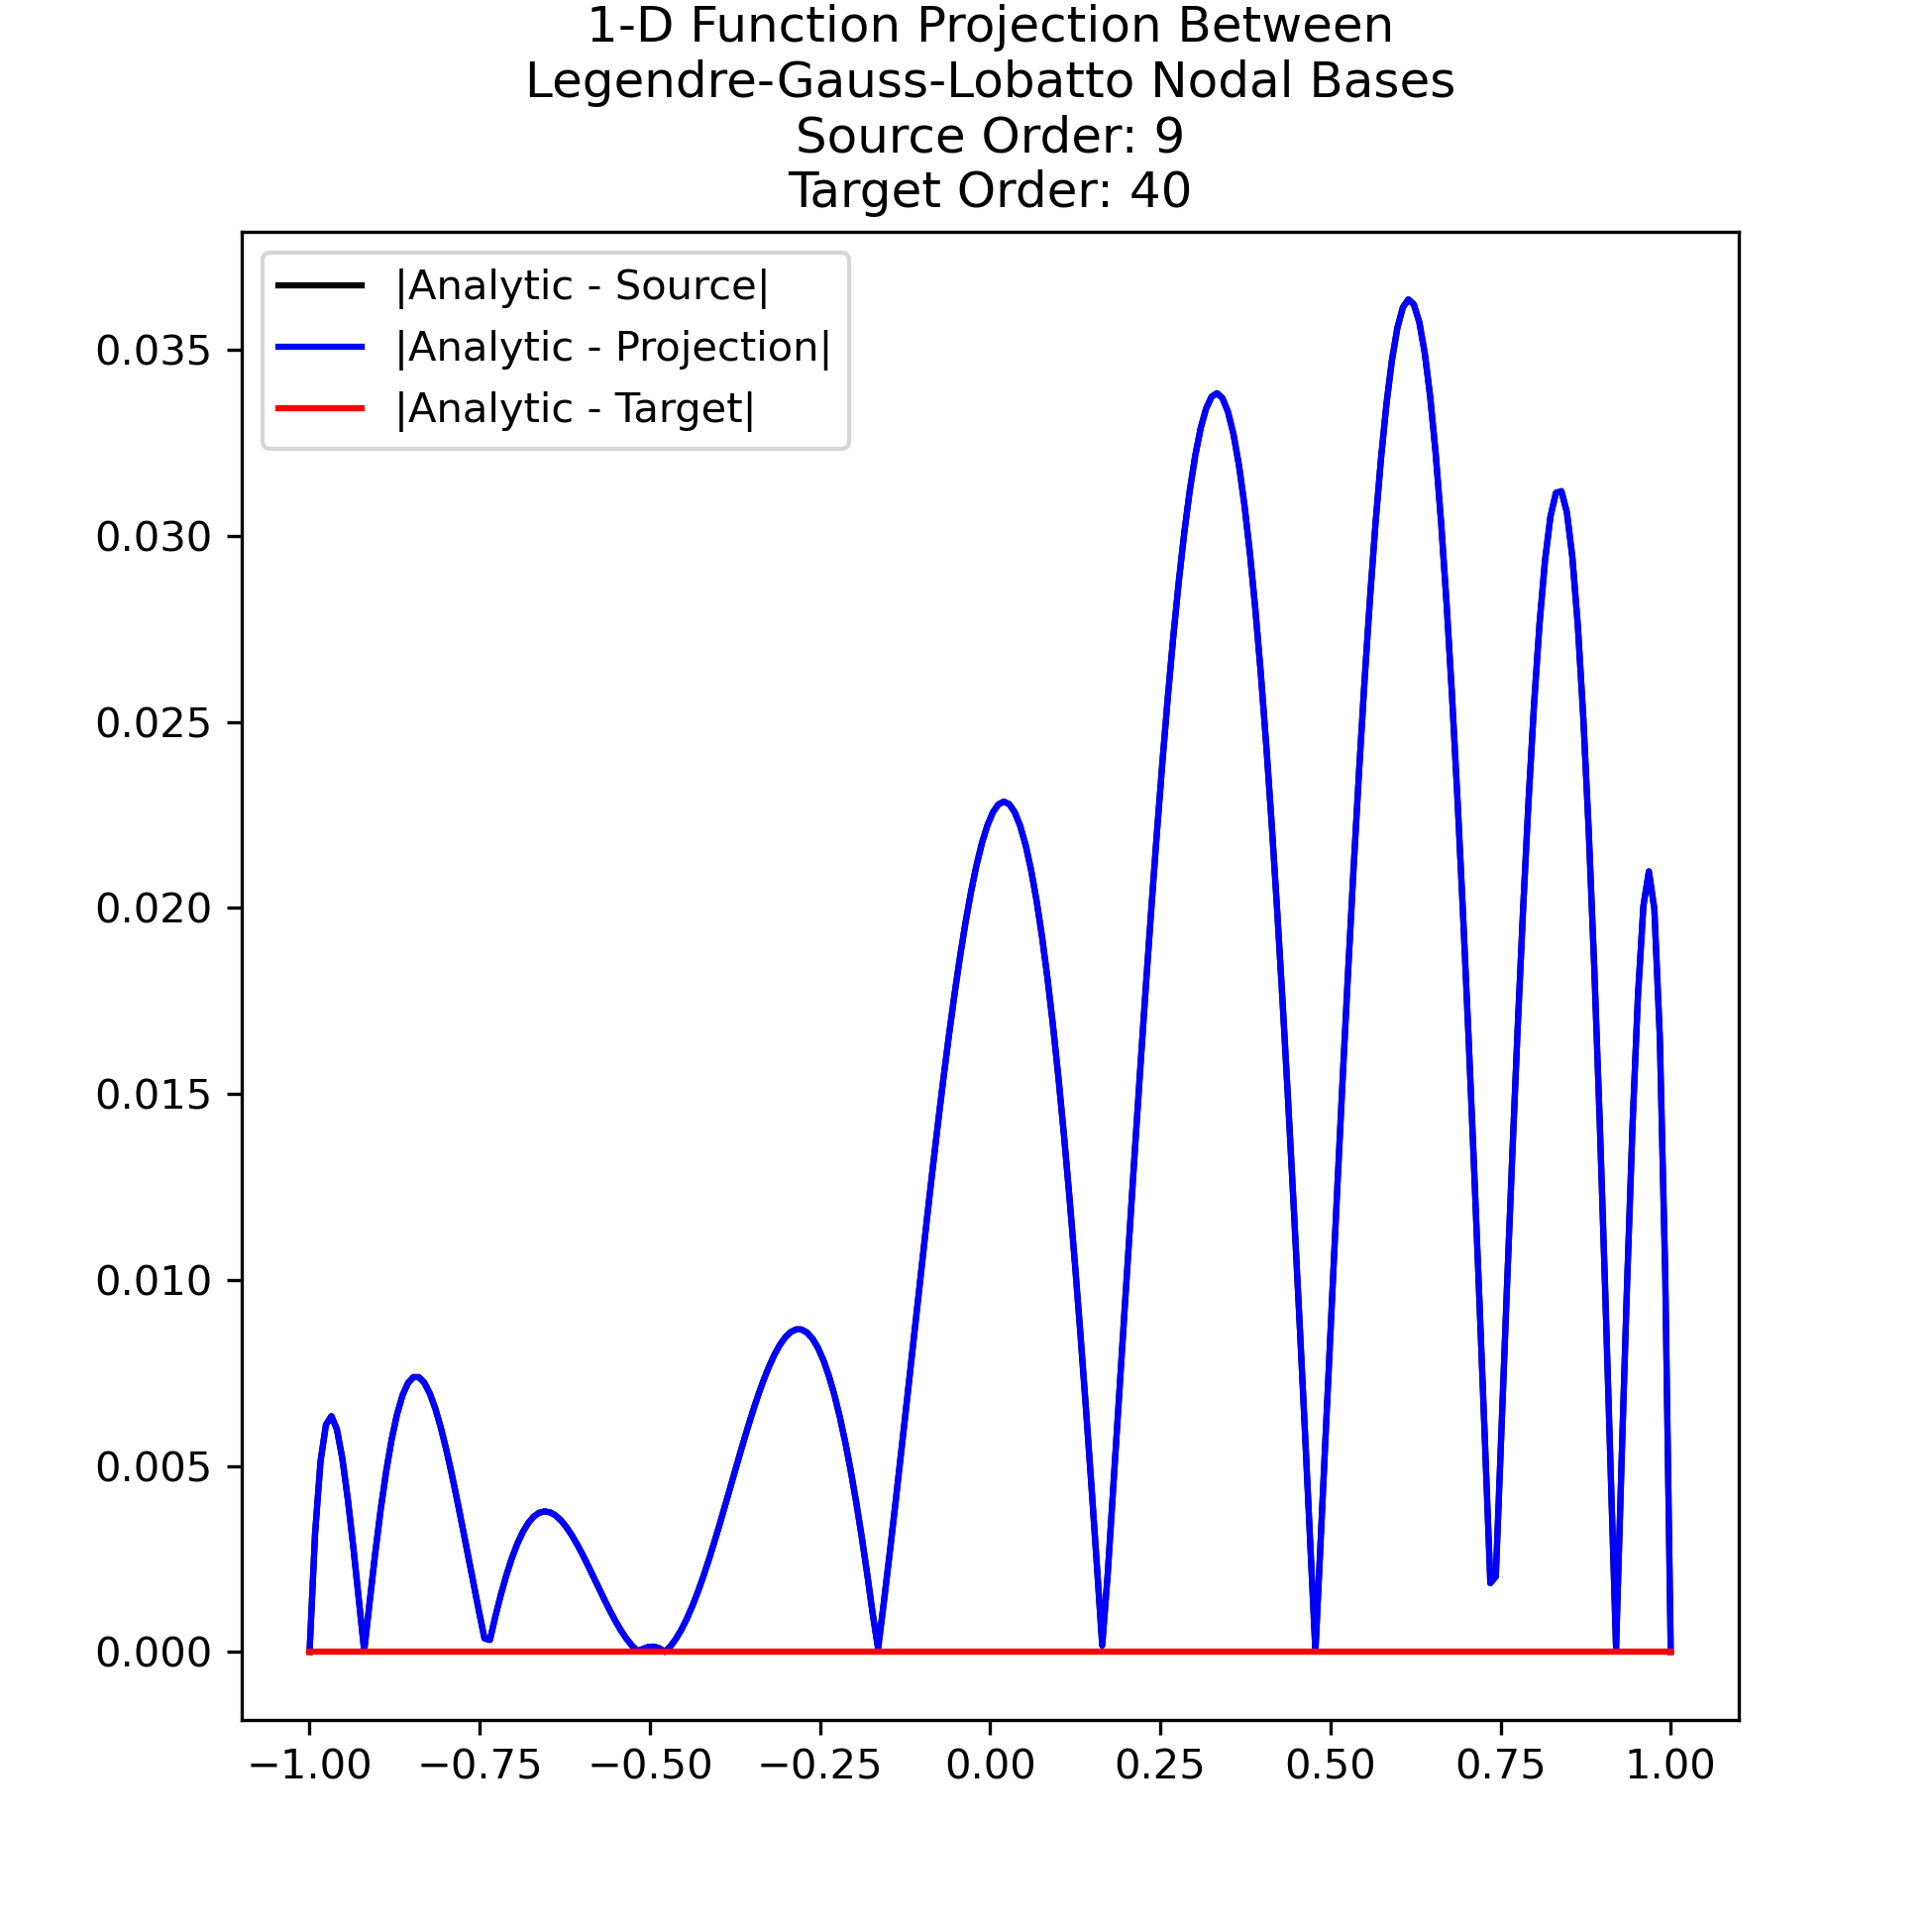 1-D Function Projection Between
Legendre-Gauss-Lobatto Nodal Bases
Source Order: 9
Target Order: 40
|Analytic - Source|
|Analytic - Projection|
|Analytic - Target|
0.035
0.030
0.025
0.020
0.015
0.010
0.005
0.000
−1.00 −0.75 −0.50 −0.25 0.00 0.25 0.50 0.75 1.00